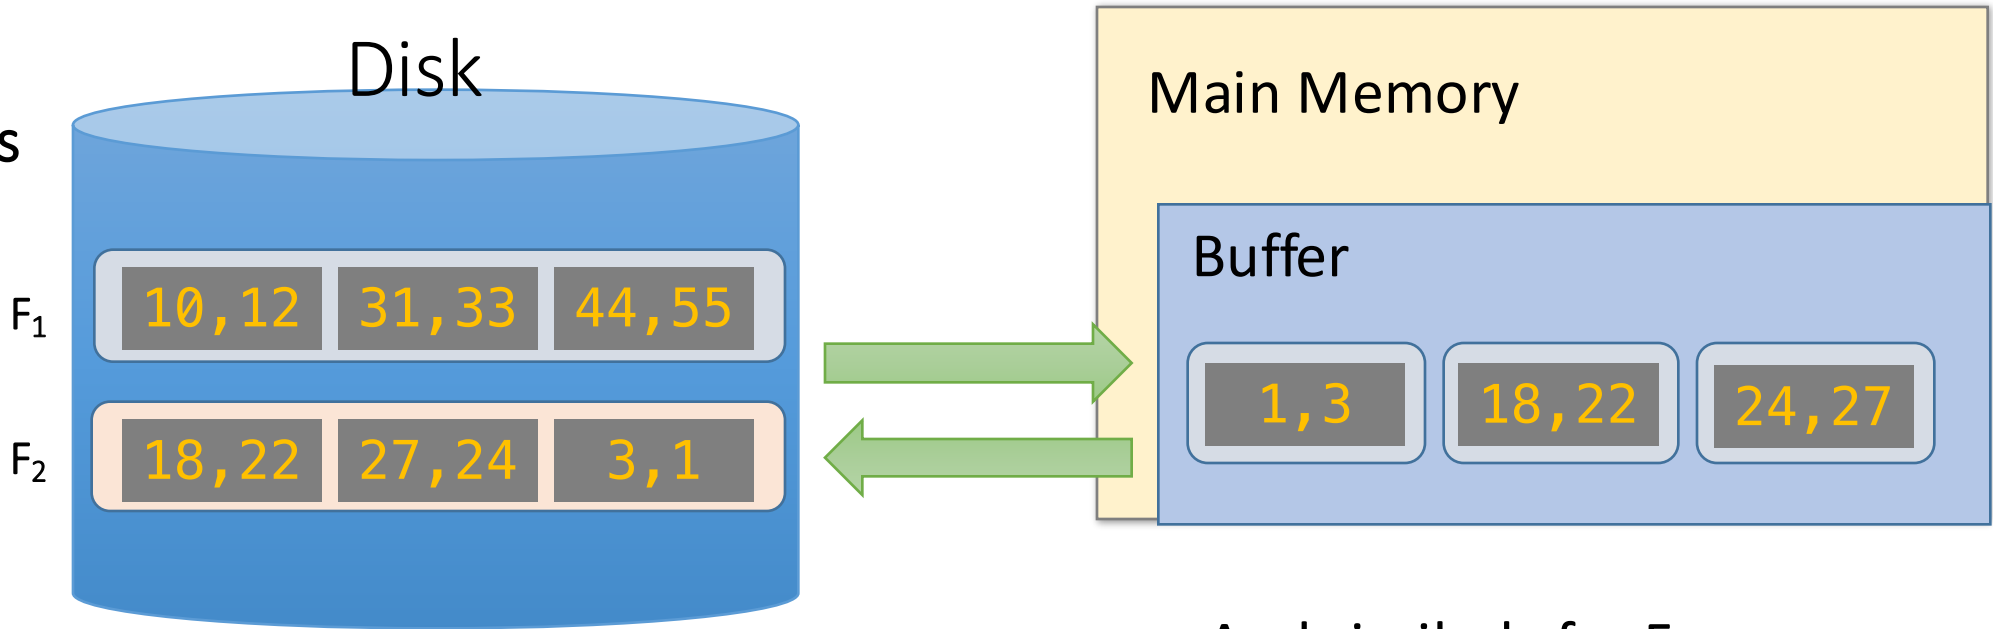 Disk
s
F₁
10,12 31,33 44,55
F₂
18,22 27,24 3,1
Main Memory
Buffer
1,3 18,22 24,27